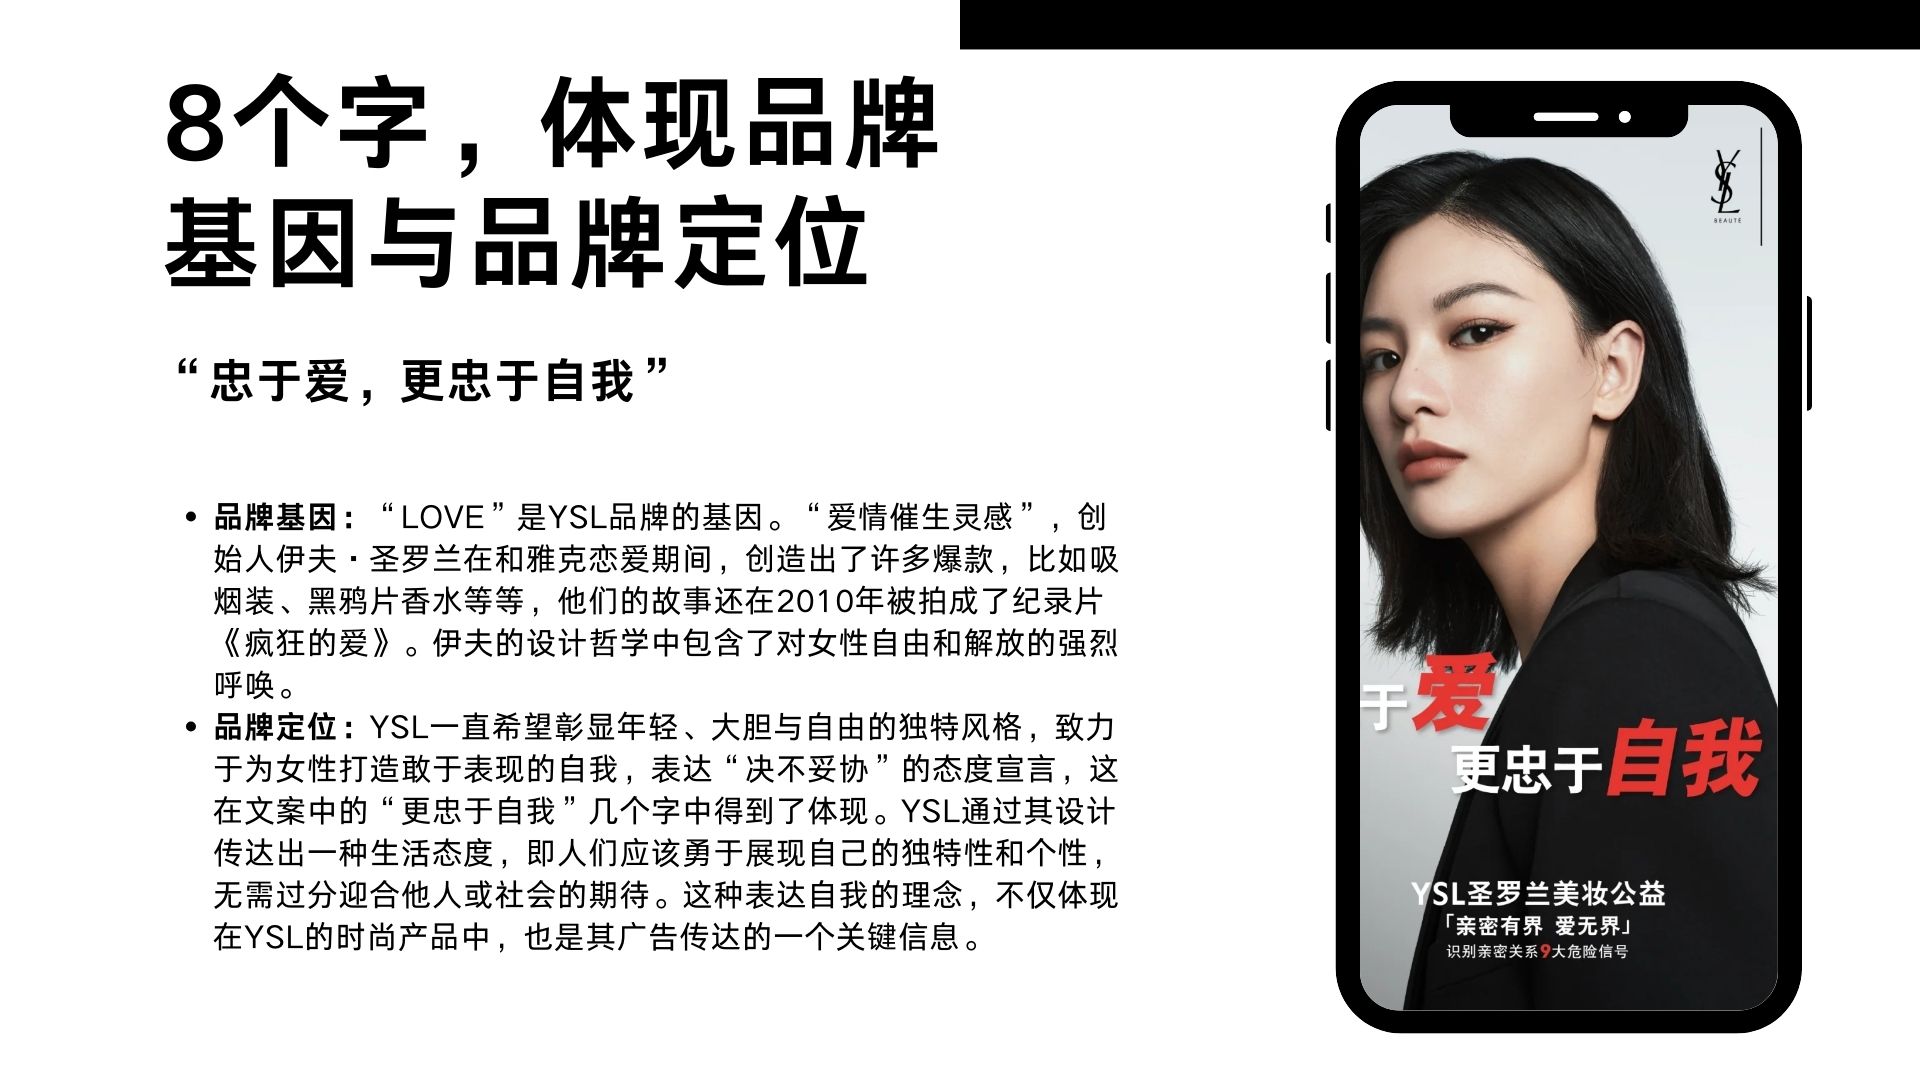 8个字，体现品牌
基因与品牌定位
“忠于爱，更忠于自我”
• 品牌基因：“LOVE”是YSL品牌的基因。“爱情催生灵感”，创
始人伊夫·圣罗兰在和雅克恋爱期间，创造出了许多爆款，比如吸
烟装、黑鸦片香水等等，他们的故事还在2010年被拍成了纪录片
《疯狂的爱》。伊夫的设计哲学中包含了对女性自由和解放的强烈
呼唤。
• 品牌定位：YSL一直希望彰显年轻、大胆与自由的独特风格，致力
于为女性打造敢于表现的自我，表达“决不妥协”的态度宣言，这
在文案中的“更忠于自我”几个字中得到了体现。YSL通过其设计
传达出一种生活态度，即人们应该勇于展现自己的独特性和个性，
无需过分迎合他人或社会的期待。这种表达自我的理念，不仅体现
在YSL的时尚产品中，也是其广告传达的一个关键信息。
YSL
BEAUTÉ
于爱
更忠于自我
YSL圣罗兰美妆公益
「亲密有界 爱无界」
识别亲密关系9大危险信号